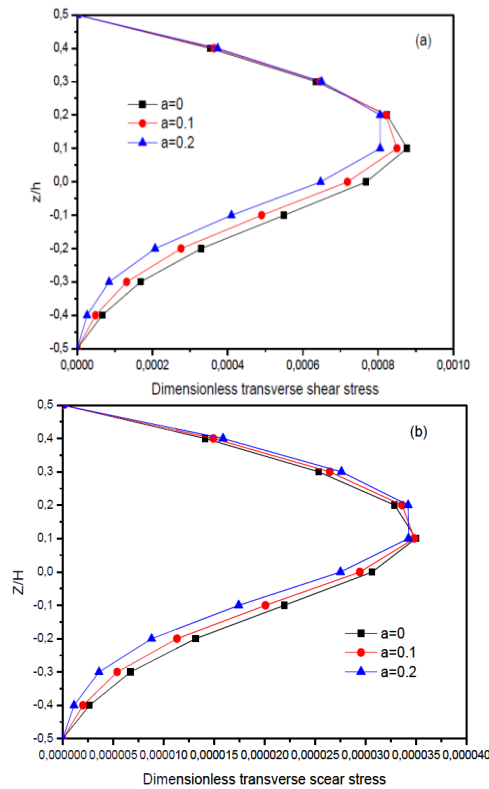 0,5
(a)
0,4
0,3
a=0
0,2
a=0.1
a=0.2
0,1
z/h
0,0
-0,1
-0,2
-0,3
-0,4
-0,5
0,0000 0,0002 0,0004 0,0006 0,0008 0,0010
Dimensionless transverse shear stress
0,5
(b)
0,4
0,3
0,2
0,1
Z/H
0,0
-0,1
-0,2
a=0
a=0.1
-0,3
a=0.2
-0,4
-0,5
0,000000 0,000005 0,000010 0,000015 0,000020 0,000025 0,000030 0,000035 0,000040
Dimensionless transverse scear stress